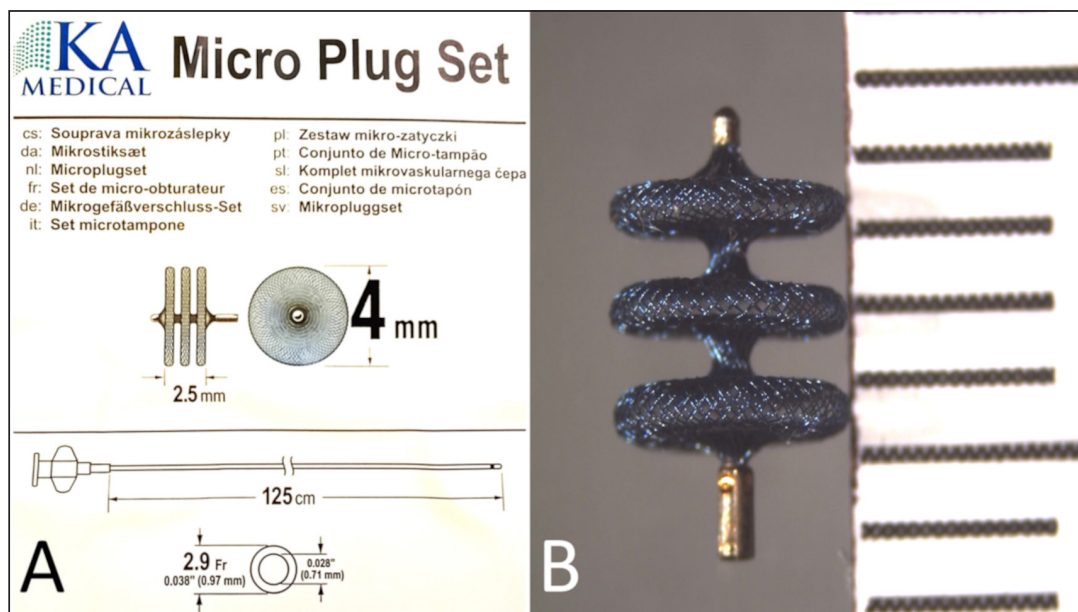 KA
MEDICAL
Micro Plug Set
cs: Souprava mikrozáslepky
da: Mikrostiksæt
nl: Microplugset
fr: Set de micro-obturateur
de: Mikrogefäßverschluss-Set
it: Set microtampone
pl: Zestaw mikro-zatyczki
pt: Conjunto de Micro-tampão
sl: Komplet mikrovaskularnega čepa
es: Conjunto de microtapón
sv: Mikropluggset
4 mm
2.5 mm
125 cm
2.9 Fr
0.038" (0.97 mm)
0.028"
(0.71 mm)
A
B